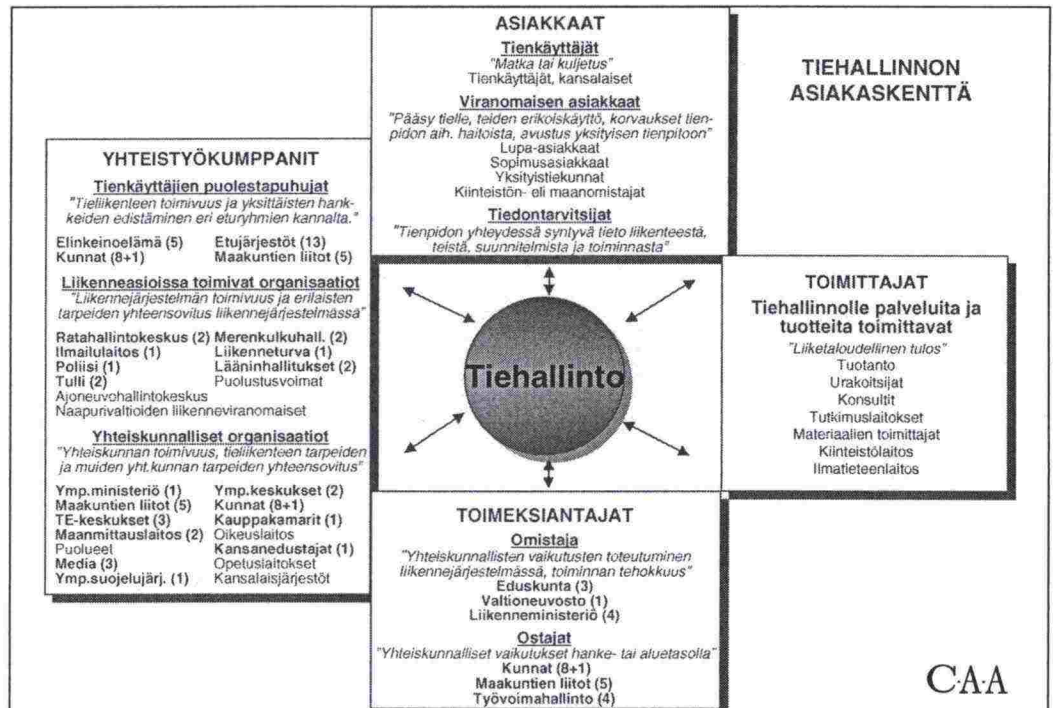 ASIAKKAAT
Tienkäyttäjät
"Matka tai kuljetus"
Tienkäyttäjät, kansalaiset
Viranomaisen asiakkaat
"Pääsy tielle, teiden erikoiskäyttö, korvaukset tien-
pidon aih. haitoista, avustus yksityisen tienpitoon"
Lupa-asiakkaat
Sopimusasiakkaat
Yksityistiekunnat
Kiinteistön- eli maanomistajat
Tiedontarvitsijat
"Tienpidon yhteydessä syntyvä tieto liikenteestä,
teistä, suunnitelmista ja toiminnasta"
TIEHALLINNON
ASIAKASKENTTÄ
YHTEISTYÖKUMPPANIT
Tienkäyttäjien puolestapuhujat
"Tieliikenteen toimivuus ja yksittäisten hank-
keiden edistäminen eri eturyhmien kannalta."
Elinkeinoelämä (5) Etujärjestöt (13)
Kunnat (8+1) Maakuntien liitot (5)
Liikenneasioissa toimivat organisaatiot
"Liikennejärjestelmän toimivuus ja erilaisten
tarpeiden yhteensovitus liikennejärjestelmässä"
Ratahallintokeskus (2) Merenkulkuhall. (2)
Ilmailulaitos (1) Liikenneturva (1)
Poliisi (1) Lääninhallitukset (2)
Tulli (2) Puolustusvoimat
Ajoneuvohallintokeskus
Naapurivaltioiden liikenneviranomaiset
Yhteiskunnalliset organisaatiot
"Yhteiskunnan toimivuus, tieliikenteen tarpeiden
ja muiden yht.kunnan tarpeiden yhteensovitus"
Ymp.ministeriö (1) Ymp.keskukset (2)
Maakuntien liitot (5) Kunnat (8+1)
TE-keskukset (3) Kauppakamarit (1)
Maanmittauslaitos (2) Oikeuslaitos
Puolueet Kansanedustajat (1)
Media (3) Opetuslaitokset
Ymp.suojelujärj. (1) Kansalaisjärjestöt
Tiehallinto
TOIMITTAJAT
Tiehallinnolle palveluita ja
tuotteita toimittavat
"Liiketaloudellinen tulos"
Tuotanto
Urakoitsijat
Konsultit
Tutkimuslaitokset
Materiaalien toimittajat
Kiinteistölaitos
Ilmatieteenlaitos
TOIMEKSIANTAJAT
Omistaja
"Yhteiskunnallisten vaikutusten toteutuminen
liikennejärjestelmässä, toiminnan tehokkuus"
Eduskunta (3)
Valtioneuvosto (1)
Liikenneministeriö (4)
Ostajat
"Yhteiskunnalliset vaikutukset hanke- tai aluetasolla"
Kunnat (8+1)
Maakuntien liitot (5)
Työvoimahallinto (4)
C·A·A